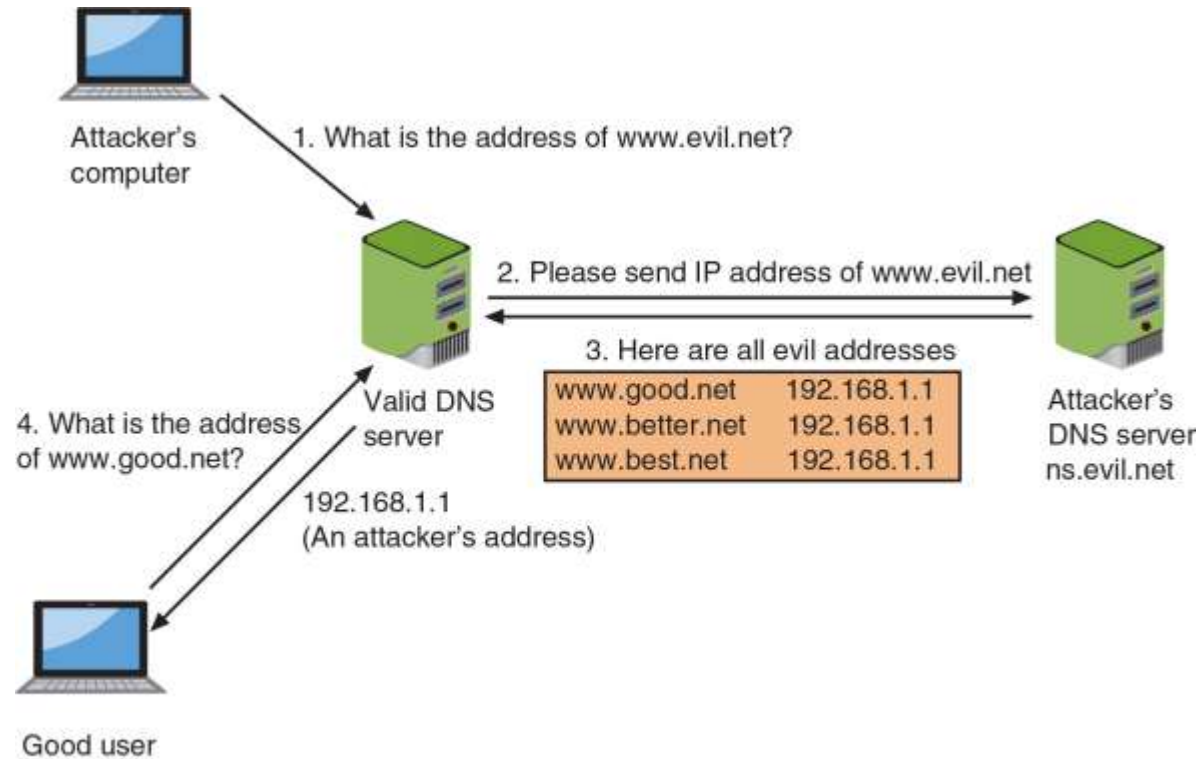 Attacker's
computer
1. What is the address of www.evil.net?
2. Please send IP address of www.evil.net
3. Here are all evil addresses
www.good.net 192.168.1.1
www.better.net 192.168.1.1
www.best.net 192.168.1.1
Valid DNS
server
Attacker's
DNS server
ns.evil.net
4. What is the address
of www.good.net?
192.168.1.1
(An attacker's address)
Good user